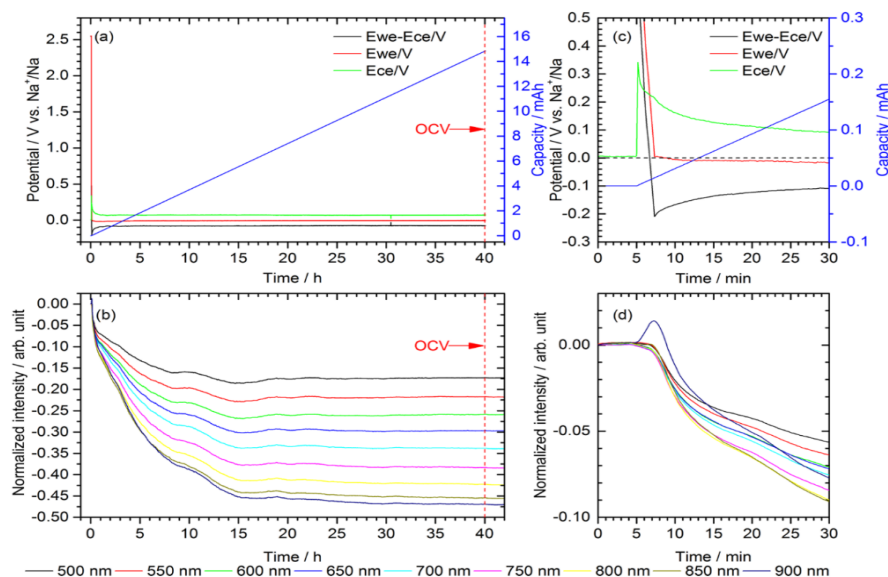 (a)
Ewe-Ece/V
Ewe/V
Ece/V
OCV
Potential / V vs. Na⁺/Na
2.5
2.0
1.5
1.0
0.5
0.0
Capacity / mAh
16
14
12
10
8
6
4
2
0
0 5 10 15 20 25 30 35 40
Time / h
(c)
Ewe-Ece/V
Ewe/V
Ece/V
Potential / V vs. Na⁺/Na
0.5
0.4
0.3
0.2
0.1
0.0
-0.1
-0.2
-0.3
Capacity / mAh
0.3
0.2
0.1
0.00
-0.1
0 5 10 15 20 25 30
Time / min
(b)
OCV
Normalized intensity / arb. unit
0.00
-0.05
-0.10
-0.15
-0.20
-0.25
-0.30
-0.35
-0.40
-0.45
-0.50
0 5 10 15 20 25 30 35 40
Time / h
(d)
Normalized intensity / arb. unit
0.00
-0.05
-0.10
0 5 10 15 20 25 30
Time / min
500 nm 550 nm 600 nm 650 nm 700 nm 750 nm 800 nm 850 nm 900 nm